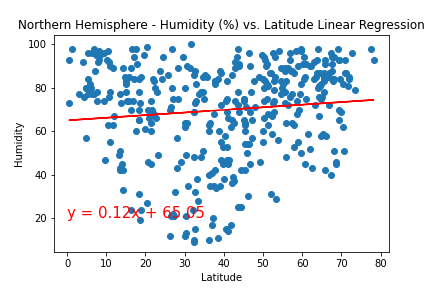 Northern Hemisphere - Humidity (%) vs. Latitude Linear Regression
100
80
60
40
20
Humidity
y = 0.12x + 65.05
0 10 20 30 40 50 60 70 80
Latitude